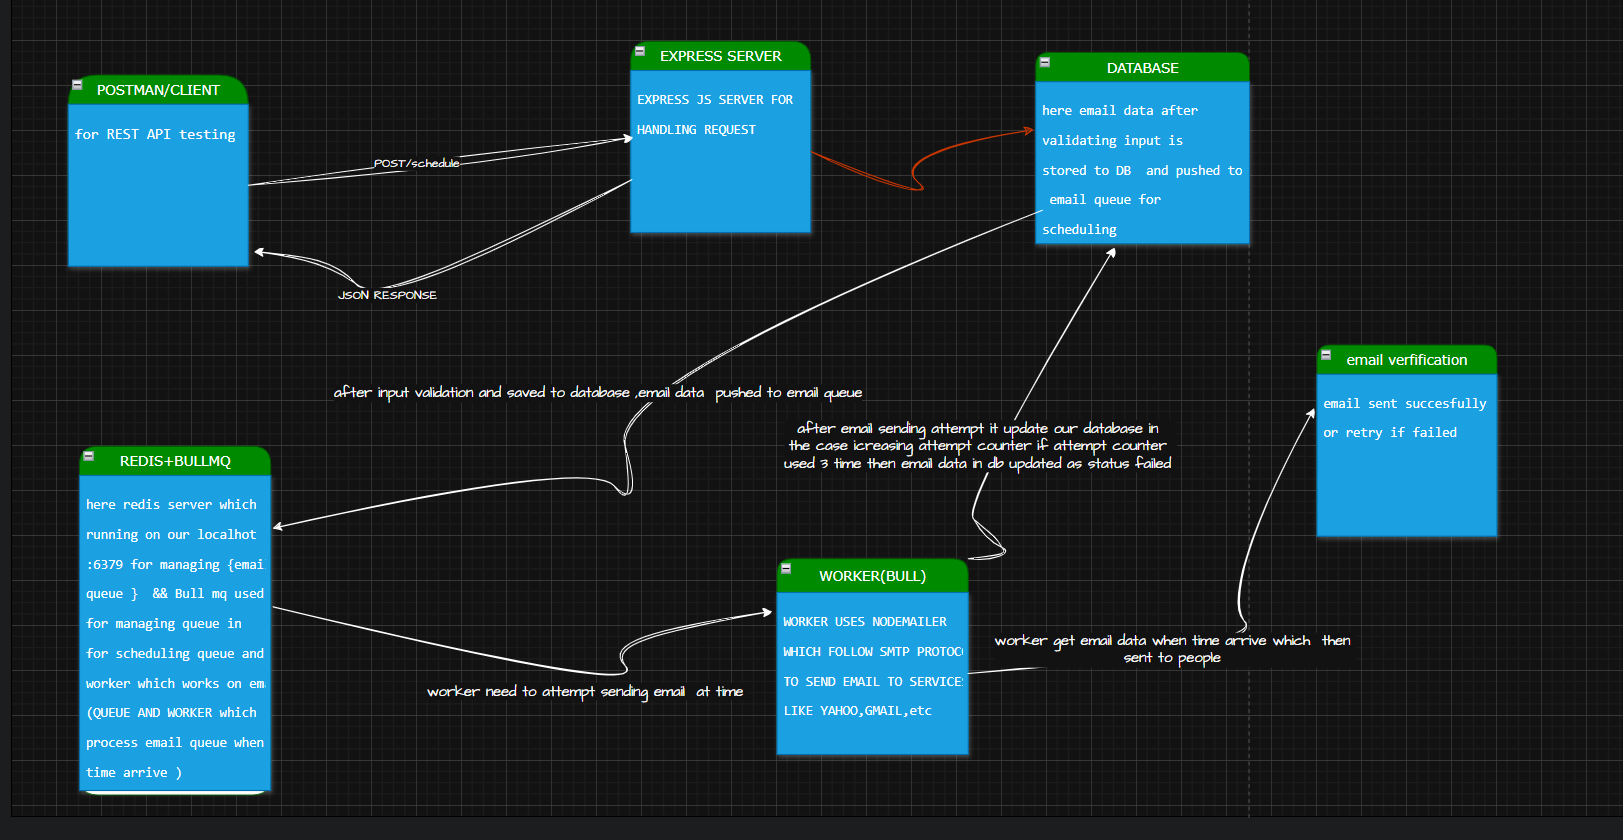 POSTMAN/CLIENT
for REST API testing
POST/schedule
JSON RESPONSE
EXPRESS SERVER
EXPRESS JS SERVER FOR
HANDLING REQUEST
DATABASE
here email data after
validating input is
stored to DB  and pushed to
email queue for
scheduling
after input validation and saved to database ,email data  pushed to email queue
after email sending attempt it update our database in
the case icreasing attempt counter if attempt counter
used 3 time then email data in db updated as status failed
email verfification
email sent succesfully
or retry if failed
REDIS+BULLMQ
here redis server which
running on our localhot
:6379 for managing {emai
queue }  && Bull mq used
for managing queue in
for scheduling queue and
worker which works on em
(QUEUE AND WORKER which
process email queue when
time arrive )
worker need to attempt sending email  at time
WORKER(BULL)
WORKER USES NODEMAILER
WHICH FOLLOW SMTP PROTOC
TO SEND EMAIL TO SERVICES
LIKE YAHOO,GMAIL,etc
worker get email data when time arrive which  then
sent to people